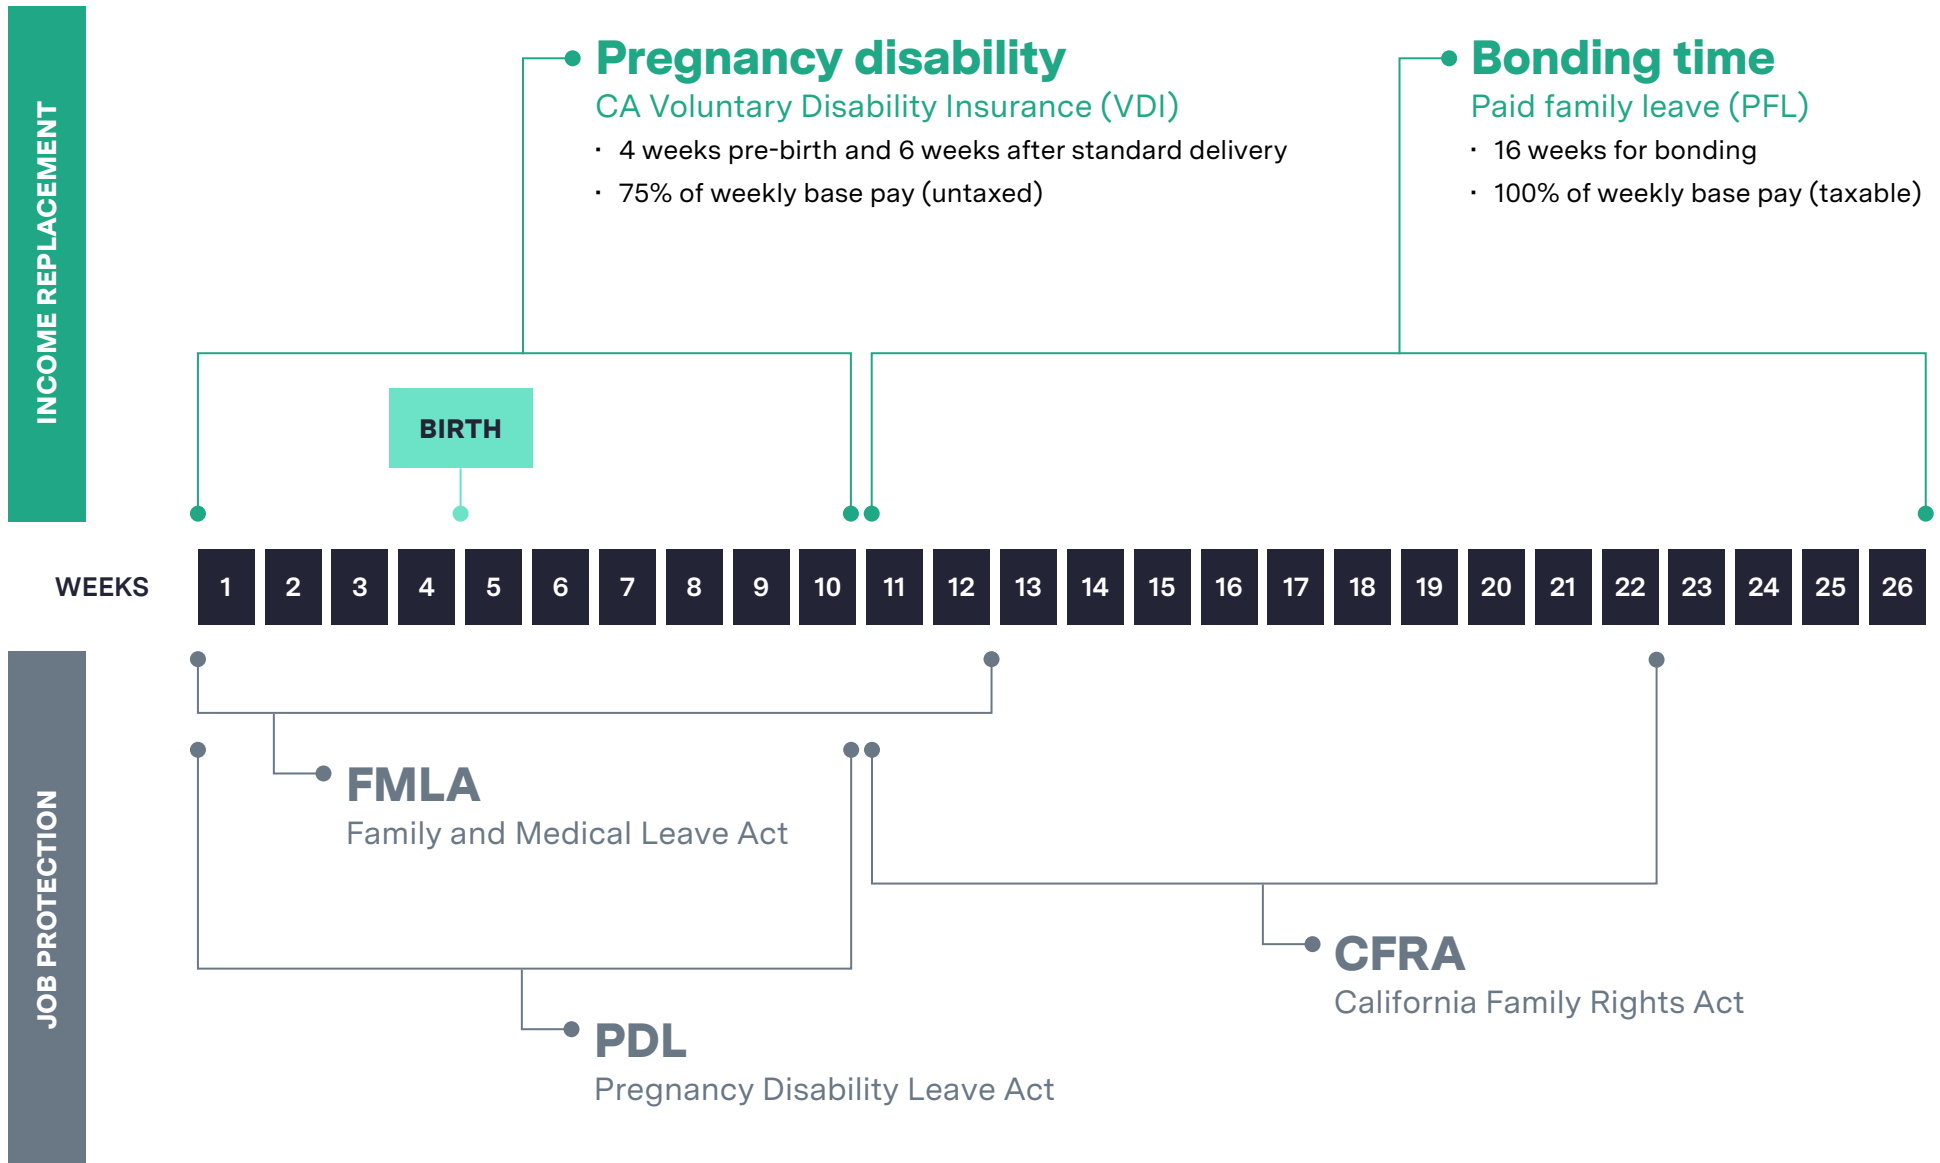 INCOME REPLACEMENT
Pregnancy disability
CA Voluntary Disability Insurance (VDI)
· 4 weeks pre-birth and 6 weeks after standard delivery
· 75% of weekly base pay (untaxed)
Bonding time
Paid family leave (PFL)
· 16 weeks for bonding
· 100% of weekly base pay (taxable)
BIRTH
WEEKS 1 2 3 4 5 6 7 8 9 10 11 12 13 14 15 16 17 18 19 20 21 22 23 24 25 26
JOB PROTECTION
FMLA
Family and Medical Leave Act
CFRA
California Family Rights Act
PDL
Pregnancy Disability Leave Act